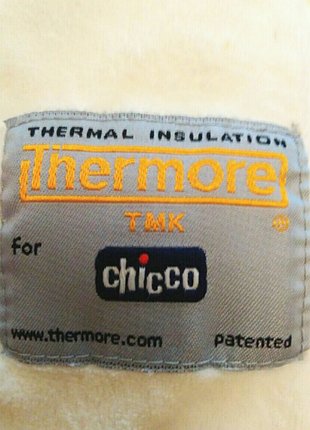 THERMAL INSULATION
Thermore
TMK ®
for
chicco
www.thermore.com patented